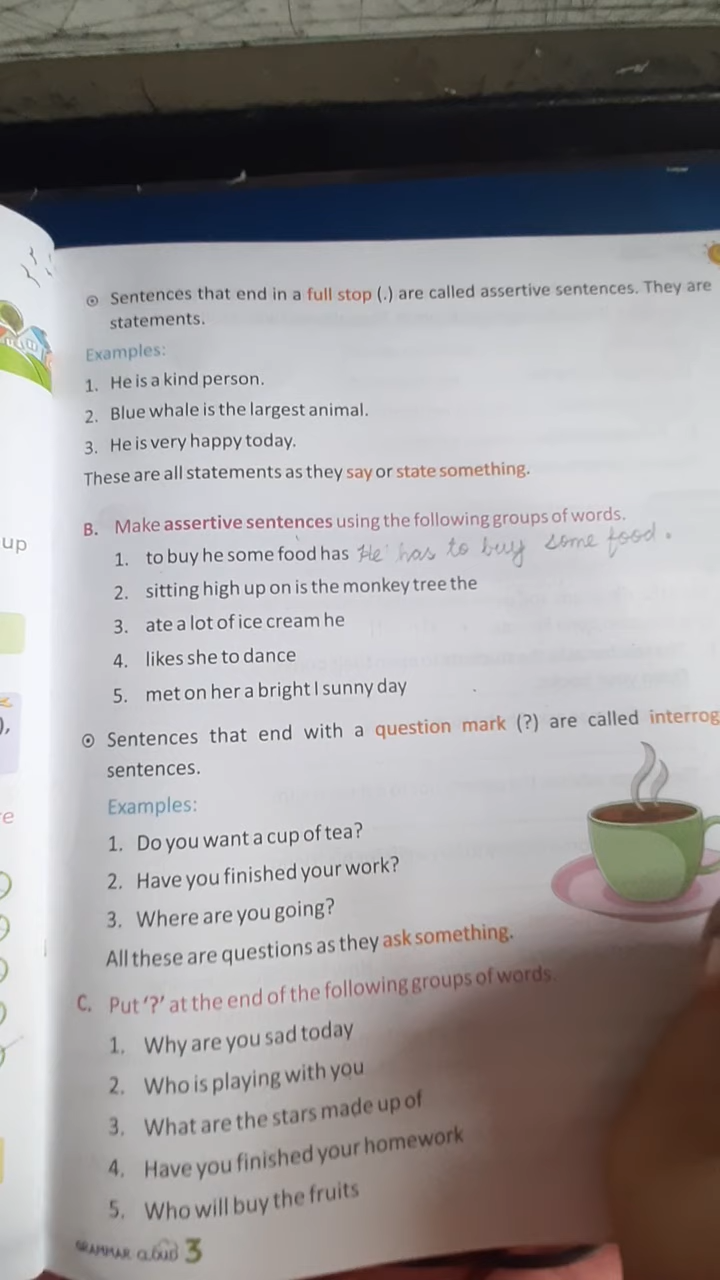 Sentences that end in a full stop (.) are called assertive sentences. They are
statements.
Examples:
1. He is a kind person.
2. Blue whale is the largest animal.
3. He is very happy today.
These are all statements as they say or state something.
up
B. Make assertive sentences using the following groups of words.
1. to buy he some food has He has to buy some food.
2. sitting high up on is the monkey tree the
3. ate a lot of ice cream he
4. likes she to dance
5. met on her a bright I sunny day
Sentences that end with a question mark (?) are called interrog
sentences.
Examples:
1. Do you want a cup of tea?
2. Have you finished your work?
3. Where are you going?
All these are questions as they ask something.
C. Put '?' at the end of the following groups of words.
1. Why are you sad today
2. Who is playing with you
3. What are the stars made up of
4. Have you finished your homework
5. Who will buy the fruits
GRAMMAR 3